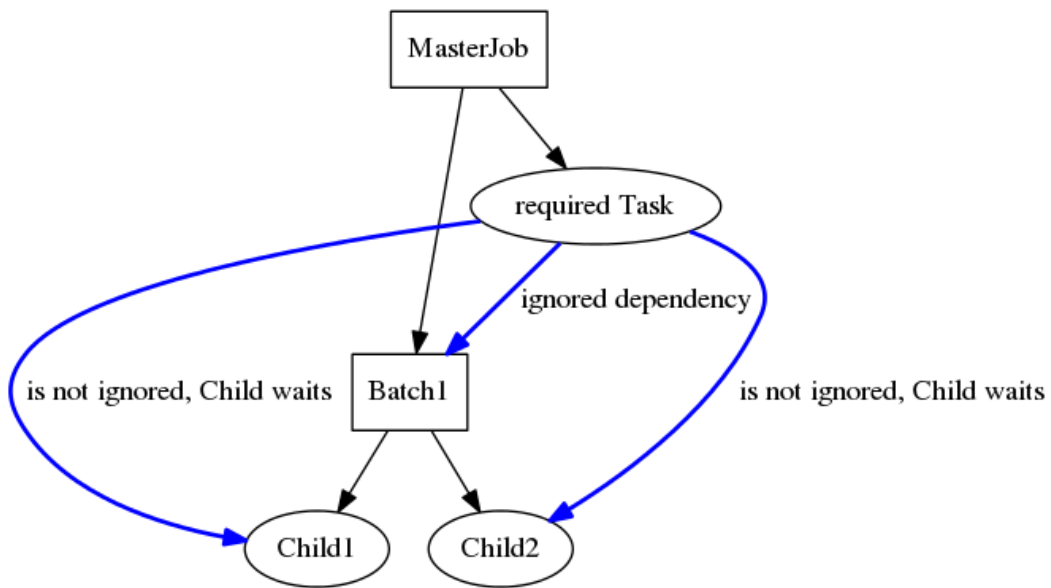 MasterJob
required Task
ignored dependency
is not ignored, Child waits
Batch1
is not ignored, Child waits
Child1
Child2